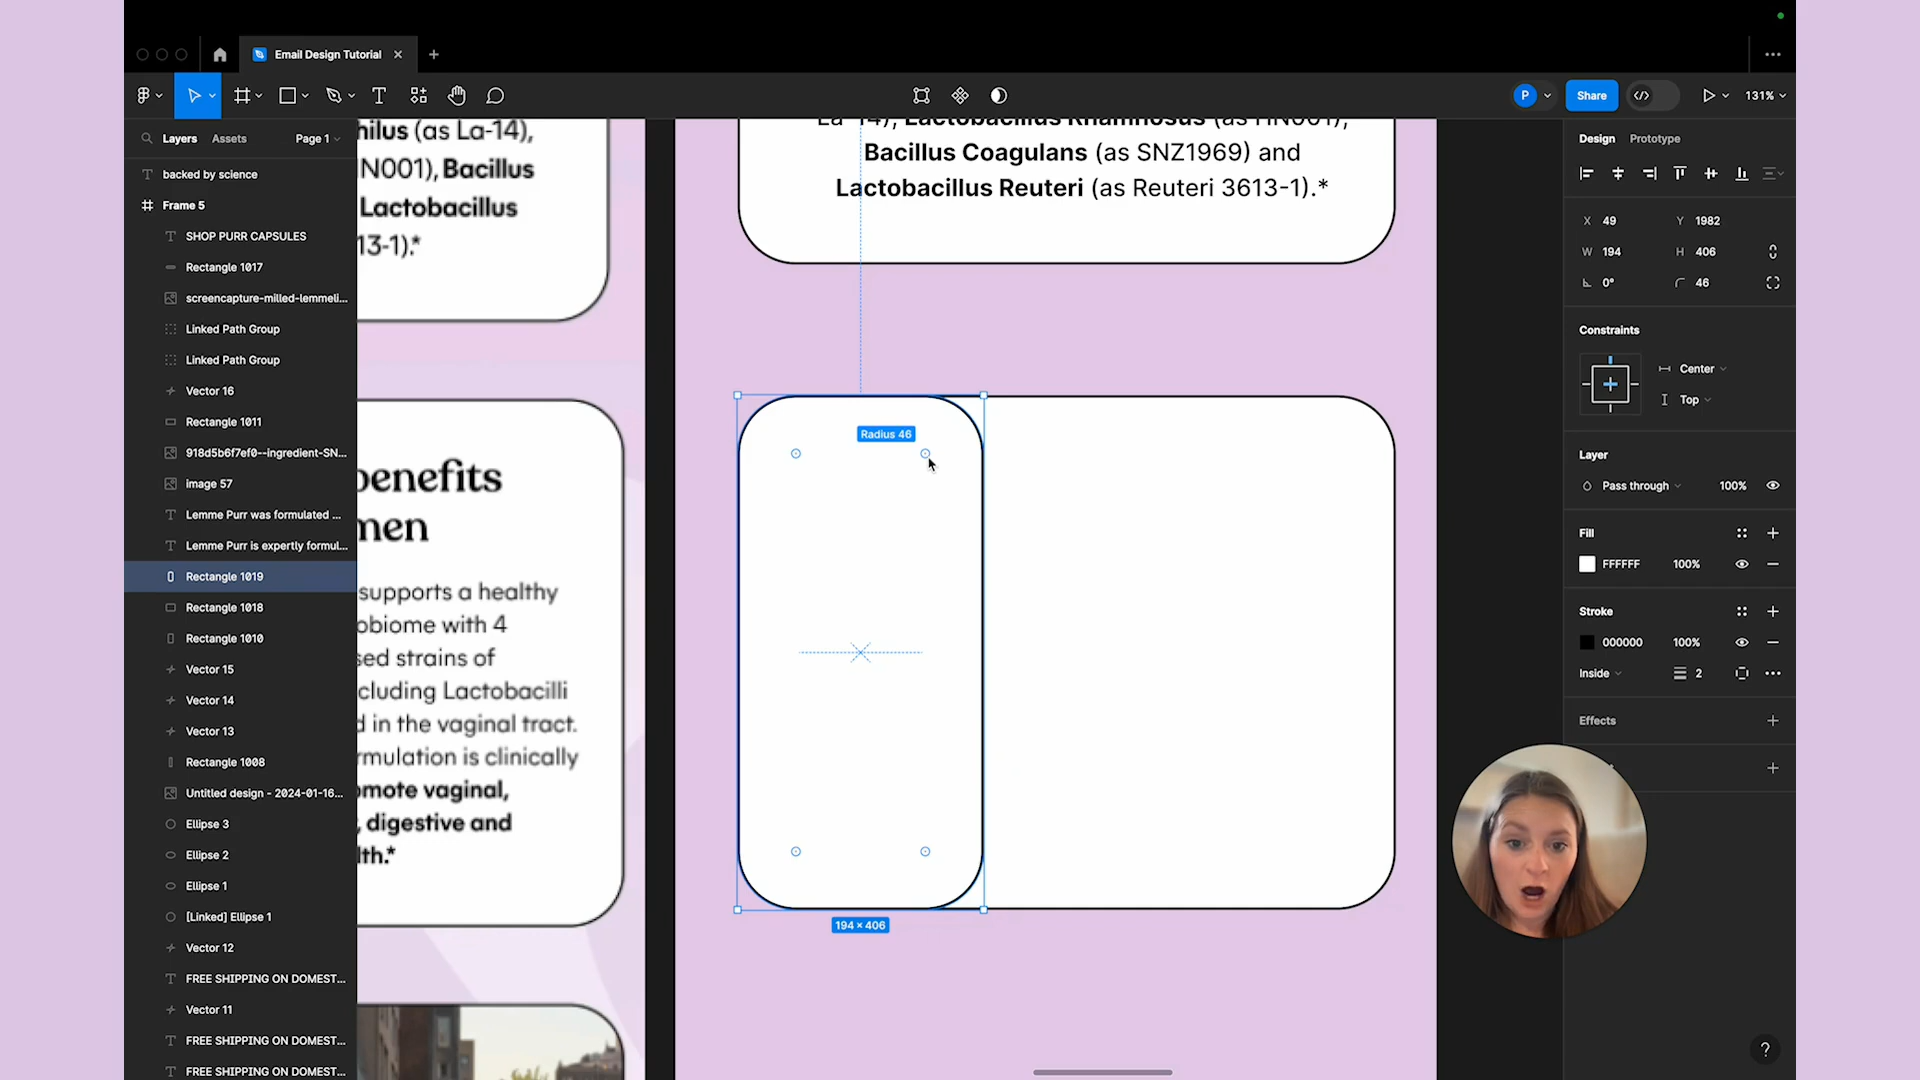 Email Design Tutorial
Share
131%
Layers
Assets
Page 1
backed by science
Frame 5
SHOP PURR CAPSULES
Rectangle 1017
screencapture-milled-lemmeli...
Linked Path Group
Linked Path Group
Vector 16
Rectangle 1011
918d5b6f7ef0--ingredient-SN...
image 57
Lemme Purr was formulated ...
Lemme Purr is expertly formul...
Rectangle 1019
Rectangle 1018
Rectangle 1010
Vector 15
Vector 14
Vector 13
Rectangle 1008
Untitled design - 2024-01-16...
Ellipse 3
Ellipse 2
Ellipse 1
[Linked] Ellipse 1
Vector 12
FREE SHIPPING ON DOMEST...
Vector 11
FREE SHIPPING ON DOMEST...
FREE SHIPPING ON DOMEST...
hilus (as La-14),
N001), Bacillus
Lactobacillus
13-1).*
benefits
men
supports a healthy
obiome with 4
sed strains of
cluding Lactobacilli
d in the vaginal tract.
rmulation is clinically
omote vaginal,
, digestive and
lth.*
La-14), Lactobacillus Rhamnosus (as HN001),
Bacillus Coagulans (as SNZ1969) and
Lactobacillus Reuteri (as Reuteri 3613-1).*
Radius 46
194 × 406
Design
Prototype
X 49
Y 1982
W 194
H 406
0°
46
Constraints
Center
Top
Layer
Pass through
100%
Fill
FFFFFF
100%
Stroke
000000
100%
Inside
2
Effects
P
?